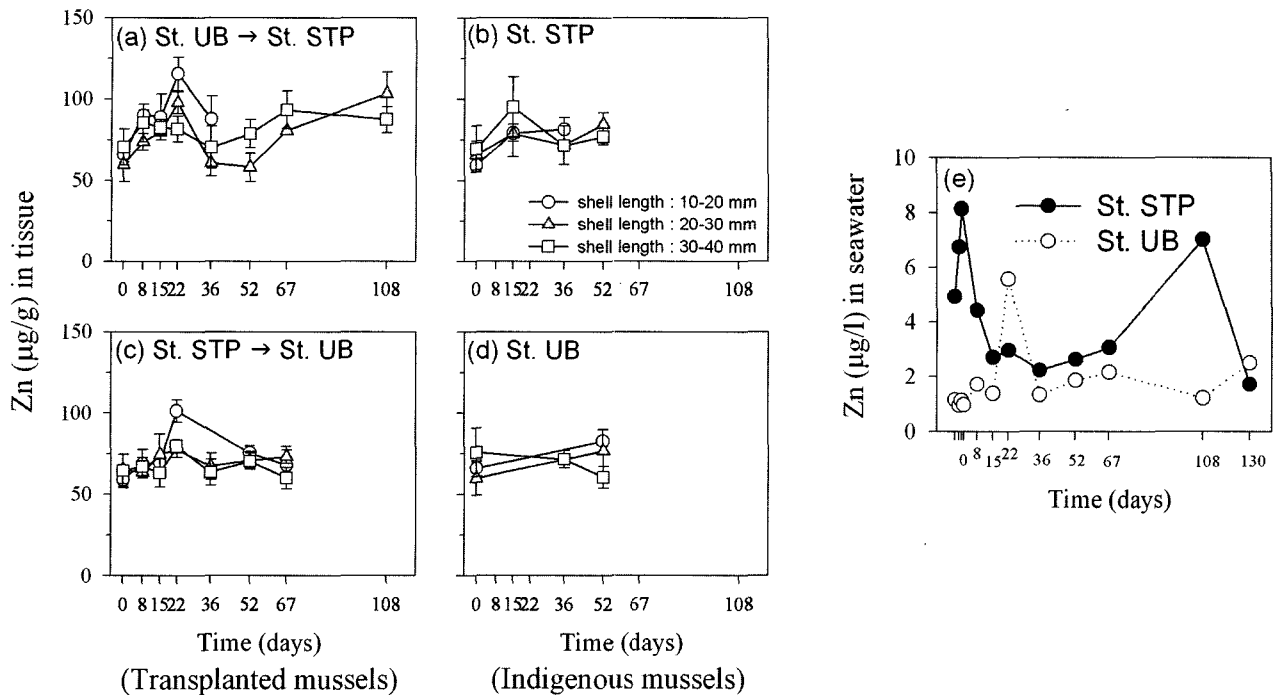 Zn (µg/g) in tissue
150
100
50
0
(a) St. UB → St. STP
0 8 15 22 36 52 67 108
(b) St. STP
shell length : 10-20 mm
shell length : 20-30 mm
shell length : 30-40 mm
0 8 15 22 36 52 67 108
150
100
50
0
(c) St. STP → St. UB
0 8 15 22 36 52 67 108
Time (days)
(Transplanted mussels)
(d) St. UB
0 8 15 22 36 52 67 108
Time (days)
(Indigenous mussels)
Zn (µg/l) in seawater
10
8
6
4
2
0
(e)
St. STP
St. UB
0 8 15 22 36 52 67 108 130
Time (days)